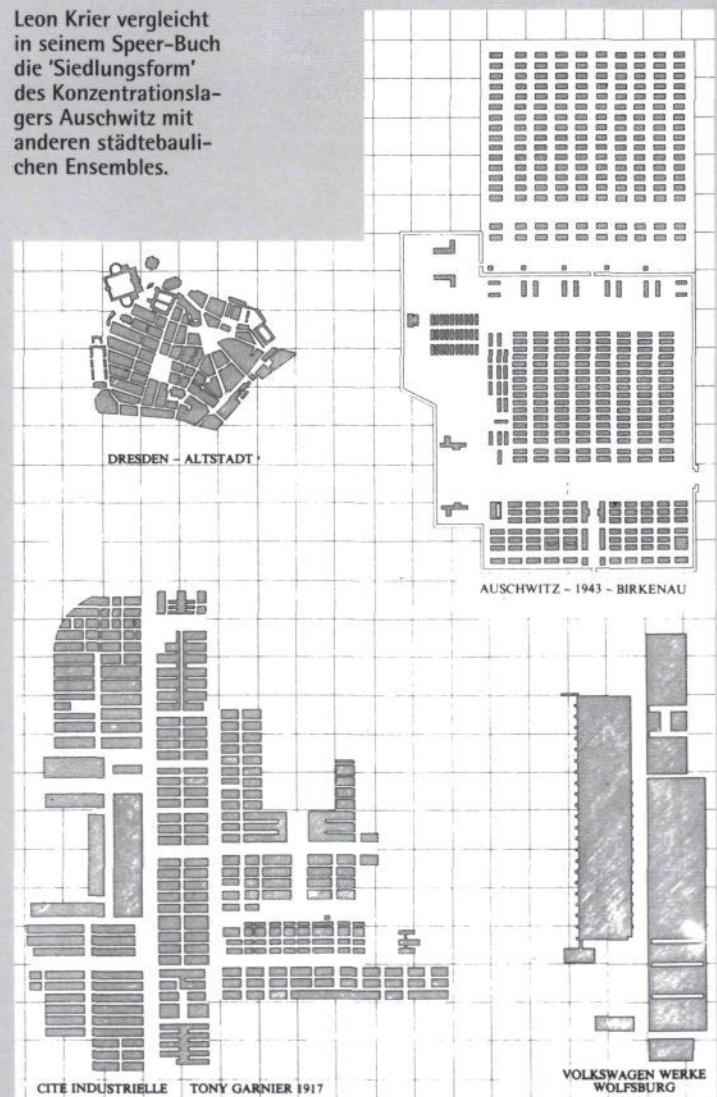 Leon Krier vergleicht
in seinem Speer-Buch
die 'Siedlungsform'
des Konzentrationsla-
gers Auschwitz mit
anderen städtebauli-
chen Ensembles.
DRESDEN – ALTSTADT
AUSCHWITZ – 1943 – BIRKENAU
CITE INDUSTRIELLE TONY GARNIER 1917
VOLKSWAGEN WERKE
WOLFSBURG